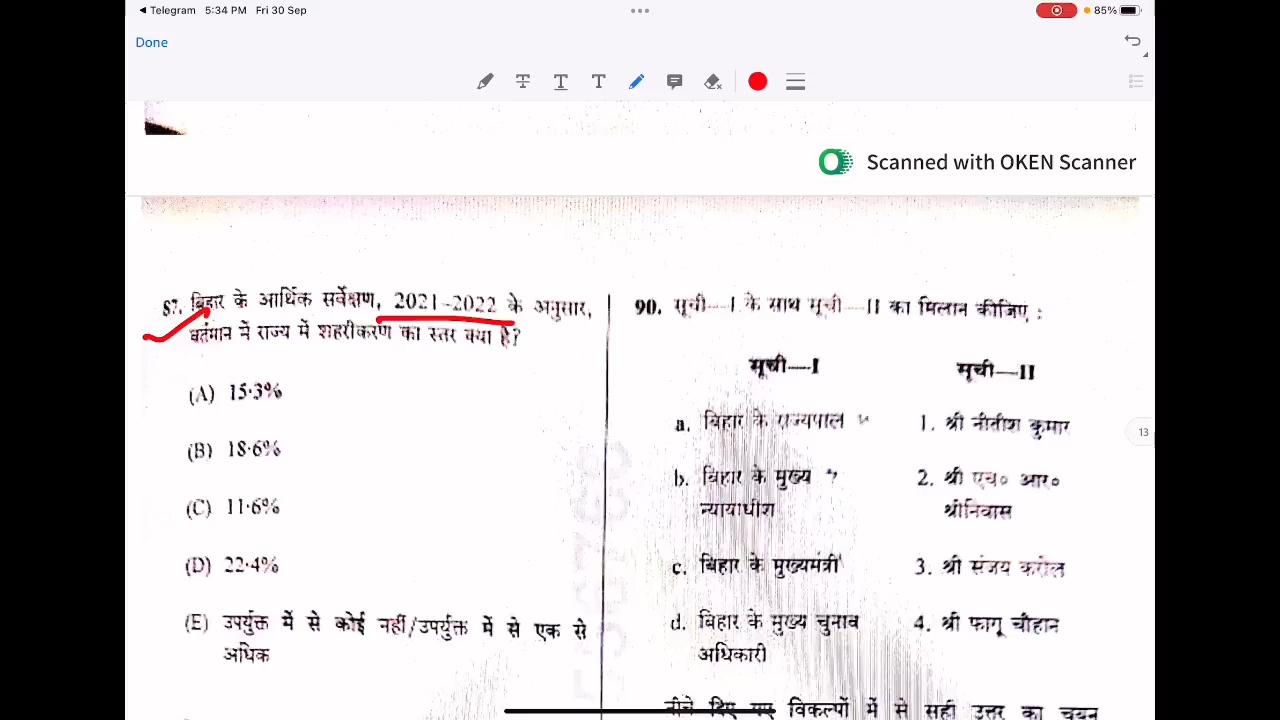 Telegram 5:34 PM Fri 30 Sep
85%
Done
Scanned with OKEN Scanner
87. बिहार के आर्थिक सर्वेक्षण, 2021-2022 के अनुसार,
वर्तमान में राज्य में शहरीकरण का स्तर क्या है?
(A) 15·3%
(B) 18·6%
(C) 11·6%
(D) 22·4%
(E) उपर्युक्त में से कोई नहीं/उपर्युक्त में से एक से
अधिक
90. सूची—I के साथ सूची—II का मिलान कीजिए :
सूची—I सूची—II
a. बिहार के राज्यपाल 1. श्री नीतीश कुमार
b. बिहार के मुख्य 2. श्री एच० आर०
न्यायाधीश श्रीनिवास
c. बिहार के मुख्यमंत्री 3. श्री संजय करोल
d. बिहार के मुख्य चुनाव 4. श्री फागू चौहान
अधिकारी
13
नीचे दिए गए विकल्पों में से सही उत्तर का चयन